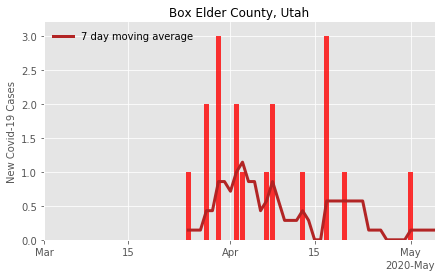 Box Elder County, Utah
7 day moving average
New Covid-19 Cases
3.0
2.5
2.0
1.5
1.0
0.5
0.0
Mar
15
Apr
15
May
2020-May